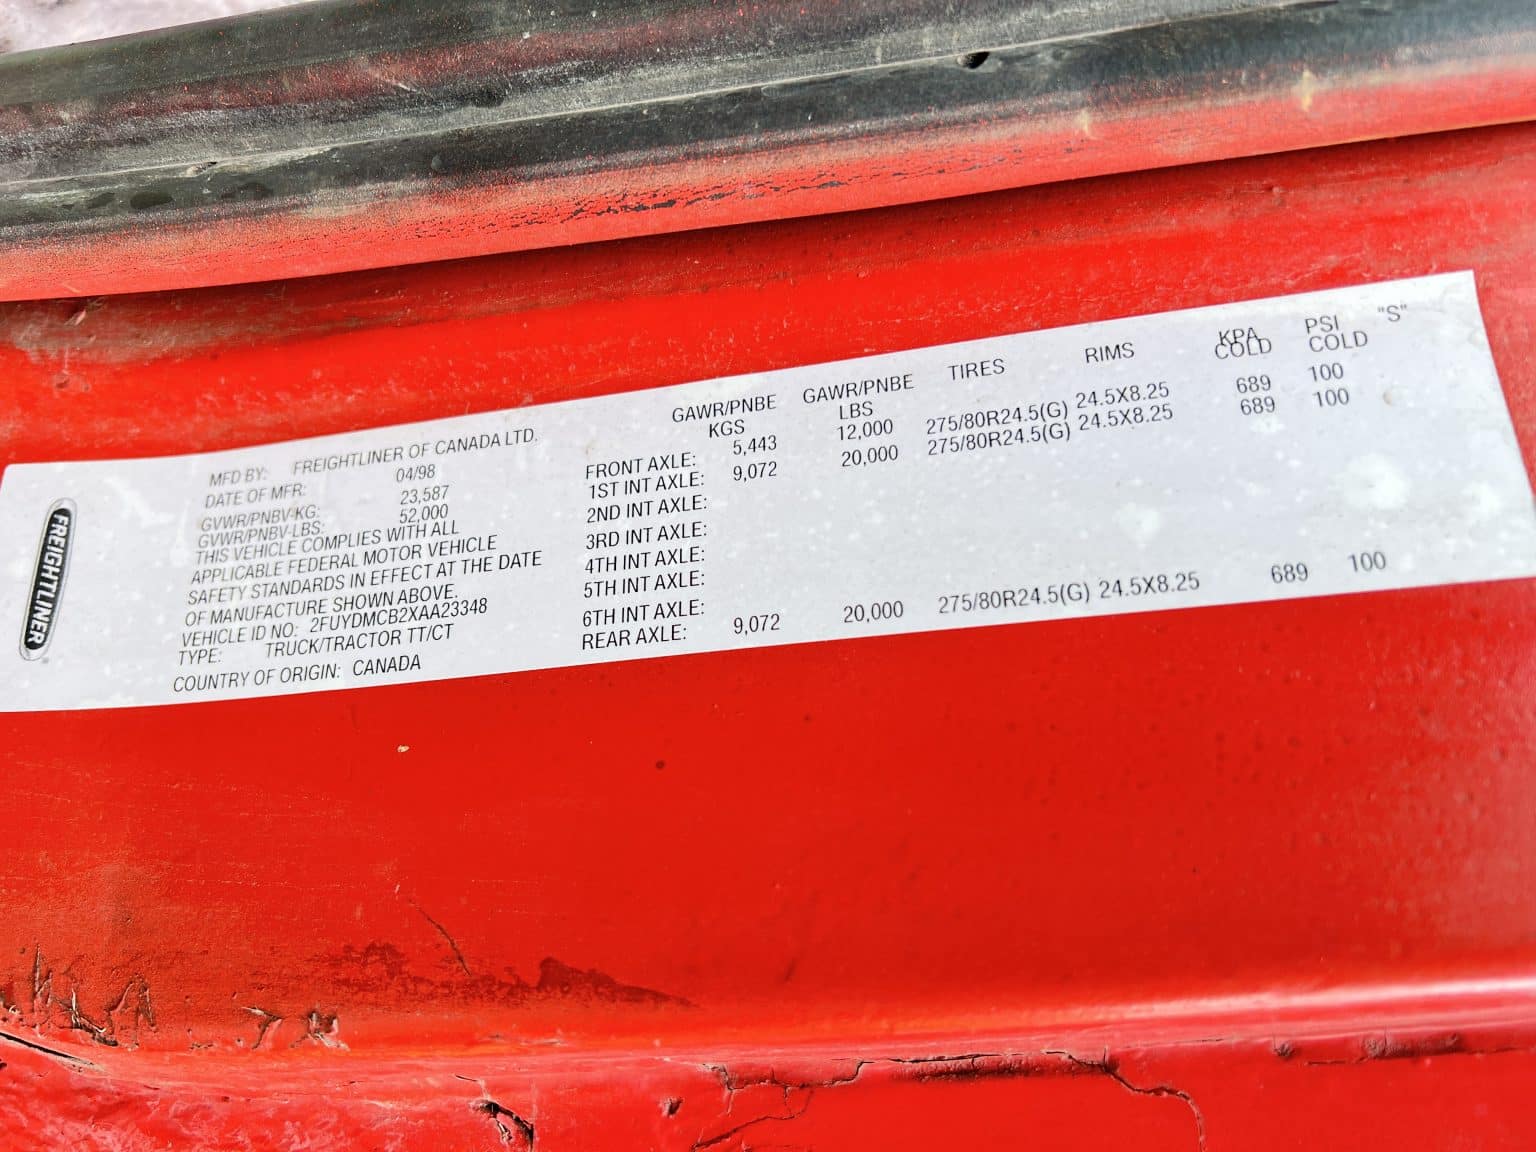 FREIGHTLINER
MFD BY: FREIGHTLINER OF CANADA LTD.
DATE OF MFR: 04/98
GVWR/PNBV-KG: 23,587
GVWR/PNBV-LBS: 52,000
THIS VEHICLE COMPLIES WITH ALL
APPLICABLE FEDERAL MOTOR VEHICLE
SAFETY STANDARDS IN EFFECT AT THE DATE
OF MANUFACTURE SHOWN ABOVE.
VEHICLE ID NO: 2FUYDMCB2XAA23348
TYPE: TRUCK/TRACTOR TT/CT
COUNTRY OF ORIGIN: CANADA
GAWR/PNBE GAWR/PNBE TIRES RIMS KPA PSI "S"
KGS LBS COLD COLD
FRONT AXLE: 5,443 12,000 275/80R24.5(G) 24.5X8.25 689 100
1ST INT AXLE: 9,072 20,000 275/80R24.5(G) 24.5X8.25 689 100
2ND INT AXLE:
3RD INT AXLE:
4TH INT AXLE:
5TH INT AXLE:
6TH INT AXLE:
REAR AXLE: 9,072 20,000 275/80R24.5(G) 24.5X8.25 689 100